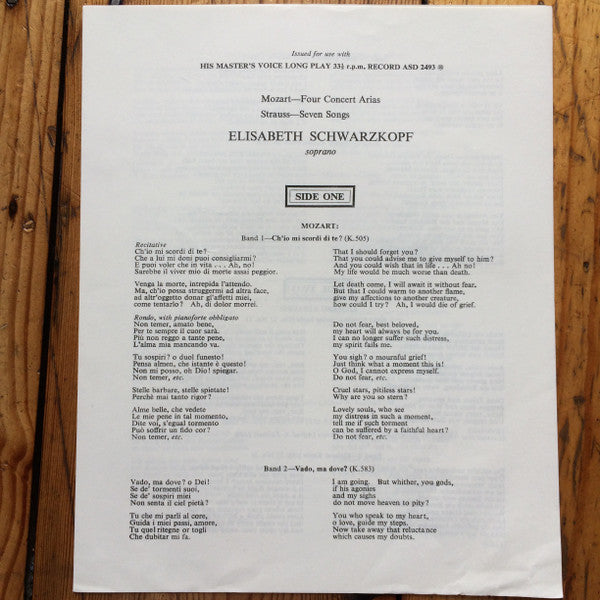 Issued for use with
HIS MASTER'S VOICE LONG PLAY 33⅓ r.p.m. RECORD ASD 2493
Mozart—Four Concert Arias
Strauss—Seven Songs
ELISABETH SCHWARZKOPF
soprano
SIDE ONE
MOZART:
Band 1—Ch'io mi scordi di te? (K.505)
Recitative
Ch'io mi scordi di te?
Che a lui mi doni puoi consigliarmi?
E puoi voler che in vita . . . Ah, no!
Sarebbe il viver mio di morte assai peggior.
Venga la morte, intrepida l'attendo.
Ma, ch'io possa struggermi ad altra face,
ad altr'oggetto donar gl'affetti miei,
come tentarlo? Ah, di dolor morrei.
Rondo, with pianoforte obbligato
Non temer, amato bene,
Per te sempre il cuor sarà.
Più non reggo a tante pene,
L'alma mia mancando va.
Tu sospiri? o duel funesto!
Pensa almen, che istante è questo!
Non mi posso, oh Dio! spiegar.
Non temer, etc.
Stelle barbare, stelle spietate!
Perchè mai tanto rigor?
Alme belle, che vedete
Le mie pene in tal momento,
Dite voi, s'egual tormento
Può soffrir un fido cor?
Non temer, etc.
That I should forget you?
That you could advise me to give myself to him?
And you could wish that in life . . . Ah no!
My life would be much worse than death.
Let death come, I will await it without fear.
But that I could warm to another flame,
give my affections to another creature,
how could I try? Ah, I would die of grief.
Do not fear, best beloved,
my heart will always be for you.
I can no longer suffer such distress,
my spirit fails me.
You sigh? o mournful grief!
Just think what a moment this is!
O God, I cannot express myself.
Do not fear, etc.
Cruel stars, pitiless stars!
Why are you so stern?
Lovely souls, who see
my distress in such a moment,
tell me if such torment
can be suffered by a faithful heart?
Do not fear, etc.
Band 2—Vado, ma dove? (K.583)
Vado, ma dove? o Dei!
Se de' tormenti suoi,
Se de' sospiri miei
Non senta il ciel pietà?
Tu che mi parli al core,
Guida i miei passi, amore,
Tu quel ritegne or togli
Che dubitar mi fa.
I am going. But whither, you gods,
if his agonies
and my sighs
do not move heaven to pity?
You who speak to my heart,
o love, guide my steps.
Now take away that reluctance
which causes my doubts.